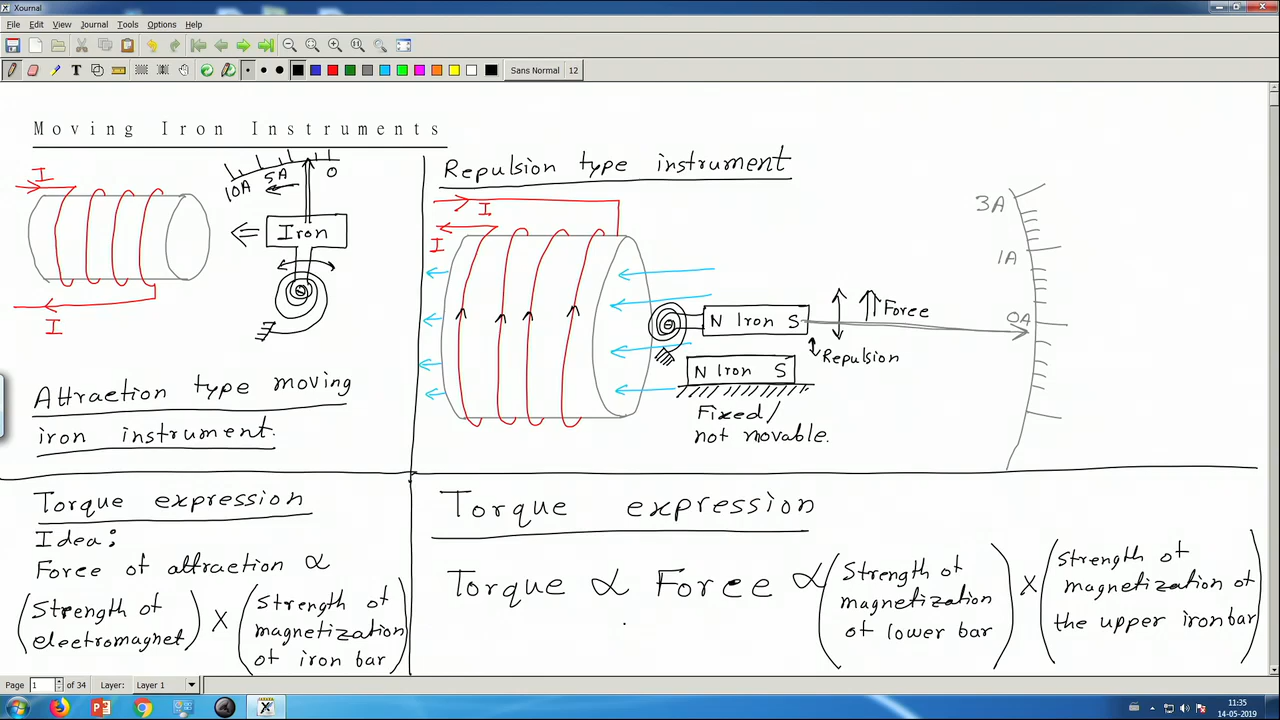 Xournal
File Edit View Journal Tools Options Help
Sans Normal 12
Moving Iron Instruments
I
10A 5A 0
Iron
I
Attraction type moving
iron instrument.
Repulsion type instrument
I
I
N Iron S
Force
Repulsion
N Iron S
Fixed/
not movable.
3A
1A
0A
Torque expression
Idea:
Force of attraction ∝
(Strength of
electromagnet) × (Strength of
magnetization
of iron bar)
Torque expression
Torque ∝ Force ∝ (Strength of
magnetization
of lower bar) × (Strength of
magnetization of
the upper iron bar)
Page 1 of 34 Layer: Layer 1
11:35
14-05-2019